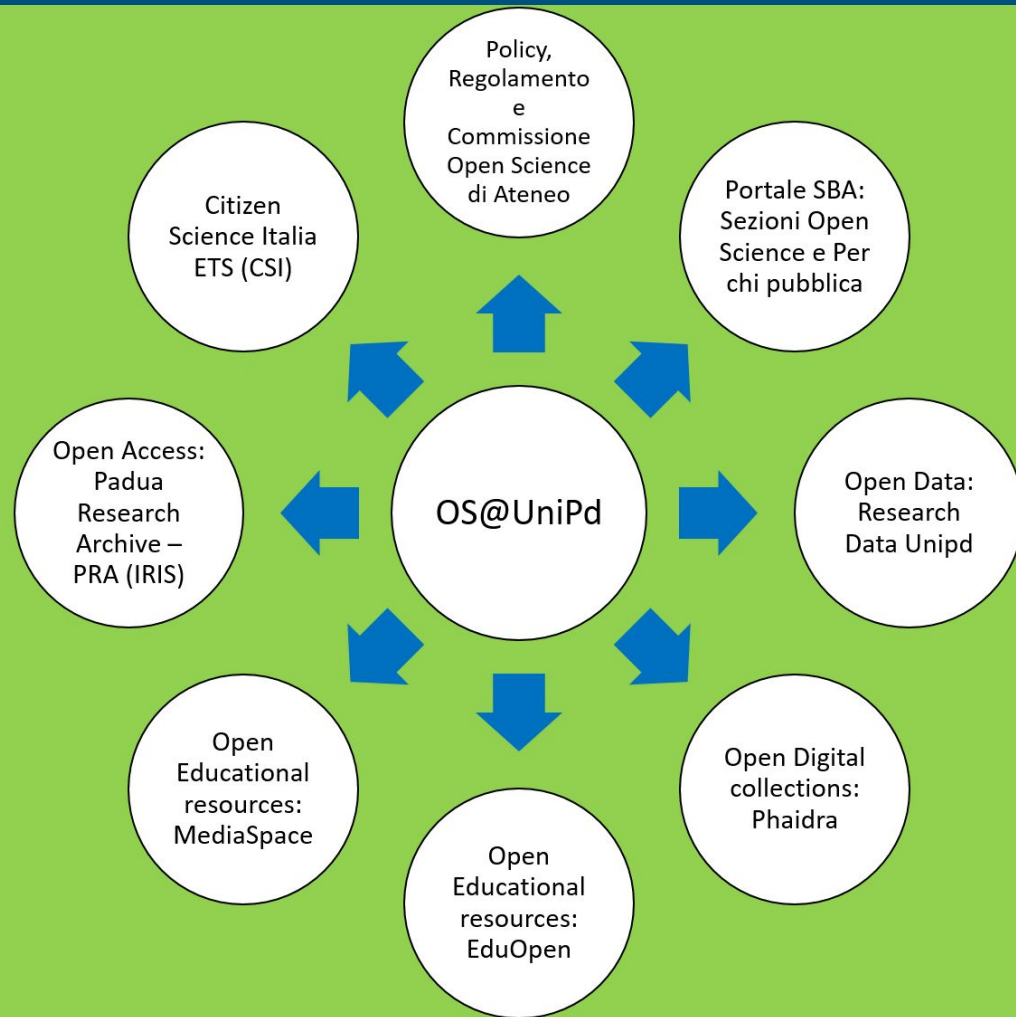 Policy,
Regolamento
e
Commissione
Open Science
di Ateneo
Portale SBA:
Sezioni Open
Science e Per
chi pubblica
Open Data:
Research
Data Unipd
Open Digital
collections:
Phaidra
Open
Educational
resources:
EduOpen
Open
Educational
resources:
MediaSpace
Open Access:
Padua
Research
Archive –
PRA (IRIS)
Citizen
Science Italia
ETS (CSI)
OS@UniPd